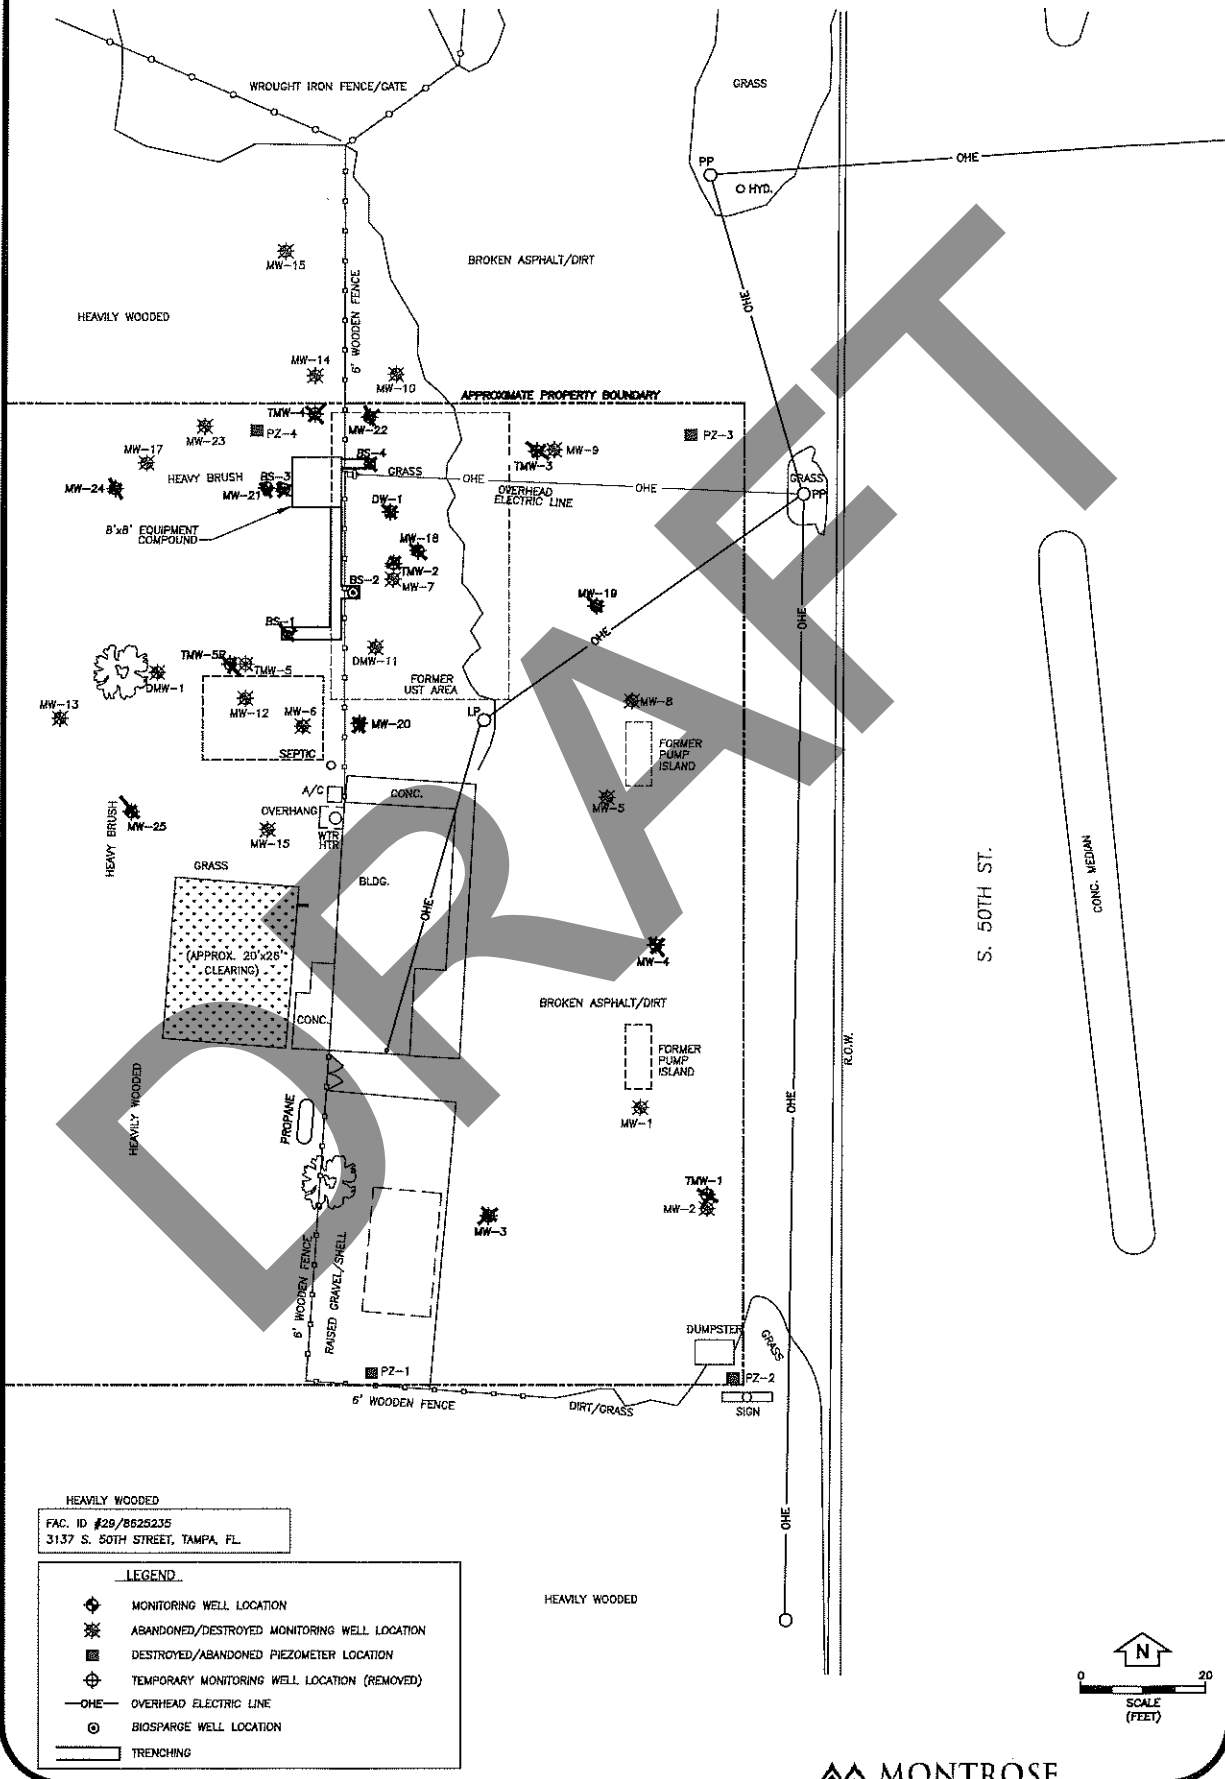 WROUGHT IRON FENCE/GATE
GRASS
PP
HYD.
OHE
MW-15
BROKEN ASPHALT/DIRT
6' WOODEN FENCE
OHE
HEAVILY WOODED
MW-14
MW-10
APPROXIMATE PROPERTY BOUNDARY
TMW-4
MW-22
MW-23
PZ-4
PZ-3
MW-17
BS-4
TMW-3
MW-9
HEAVY BRUSH
BS-3
GRASS
OHE
OHE
GRASS
MW-24
MW-21
OVERHEAD
ELECTRIC LINE
PP
DW-1
8'x8' EQUIPMENT
COMPOUND
MW-18
TMW-2
BS-2
MW-7
MW-19
BS-1
OHE
OHE
TMW-5R
TMW-5
DMW-11
DMW-1
FORMER
UST AREA
MW-13
MW-12
MW-6
MW-20
LP
MW-8
SEPTIC
FORMER
PUMP
ISLAND
A/C
CONC.
MW-5
OVERHANG
MW-25
HEAVY BRUSH
MW-15
WTR
HTR
GRASS
BLDG.
OHE
S. 50TH ST.
CONC. MEDIAN
(APPROX. 20'x26'
CLEARING)
MW-4
BROKEN ASPHALT/DIRT
CONC.
FORMER
PUMP
ISLAND
R.O.W.
HEAVILY WOODED
PROPANE
OHE
MW-1
TMW-1
MW-2
MW-3
6' WOODEN FENCE
RAISED GRAVEL/SHELL
DUMPSTER
GRASS
PZ-1
PZ-2
6' WOODEN FENCE
DIRT/GRASS
SIGN
DRAFT
HEAVILY WOODED
FAC. ID #29/8625235
3137 S. 50TH STREET, TAMPA, FL
OHE
LEGEND
MONITORING WELL LOCATION
ABANDONED/DESTROYED MONITORING WELL LOCATION
DESTROYED/ABANDONED PIEZOMETER LOCATION
TEMPORARY MONITORING WELL LOCATION (REMOVED)
OHE OVERHEAD ELECTRIC LINE
BIOSPARGE WELL LOCATION
TRENCHING
HEAVILY WOODED
N
0 20
SCALE
(FEET)
MONTROSE